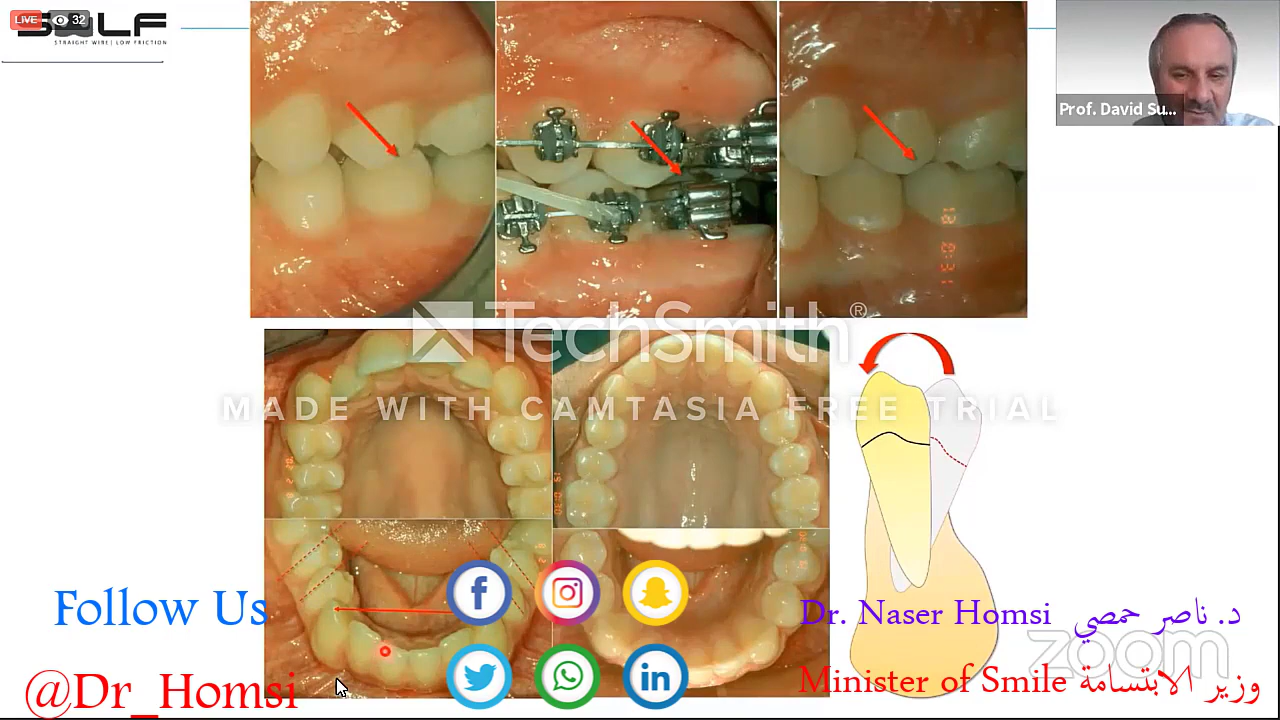 LIVE 32
SWLF
STRAIGHT WIRE | LOW FRICTION
Prof. David Su...
TechSmith®
MADE WITH CAMTASIA FREE TRIAL
Follow Us
@Dr_Homsi
Dr. Naser Homsi د. ناصر حمصي
zoom
Minister of Smile وزير الابتسامة